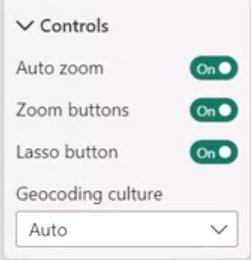 Controls
Auto zoom On
Zoom buttons On
Lasso button On
Geocoding culture
Auto